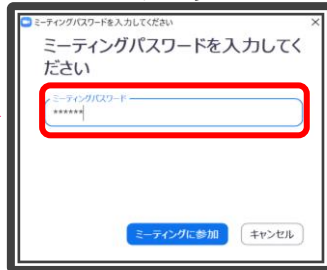 ミーティングパスワードを入力してください
ミーティングパスワードを入力してく
ださい
ミーティングパスワード
******
ミーティングに参加
キャンセル